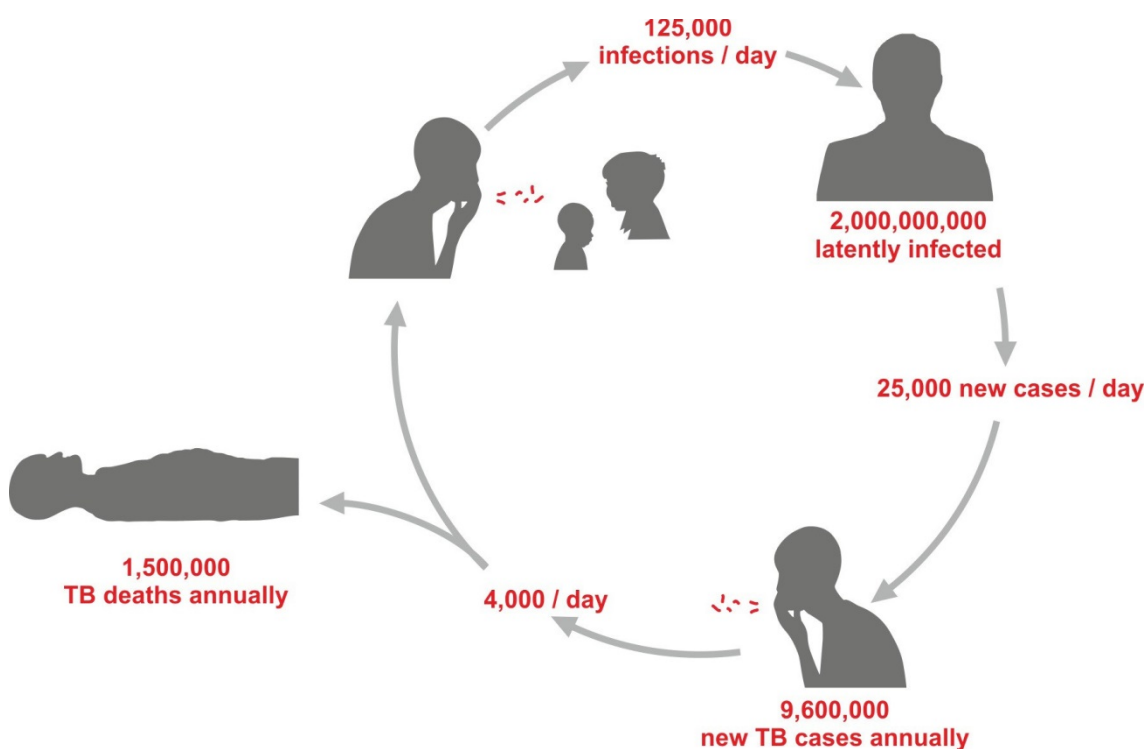 125,000
infections / day
2,000,000,000
latently infected
25,000 new cases / day
9,600,000
new TB cases annually
4,000 / day
1,500,000
TB deaths annually